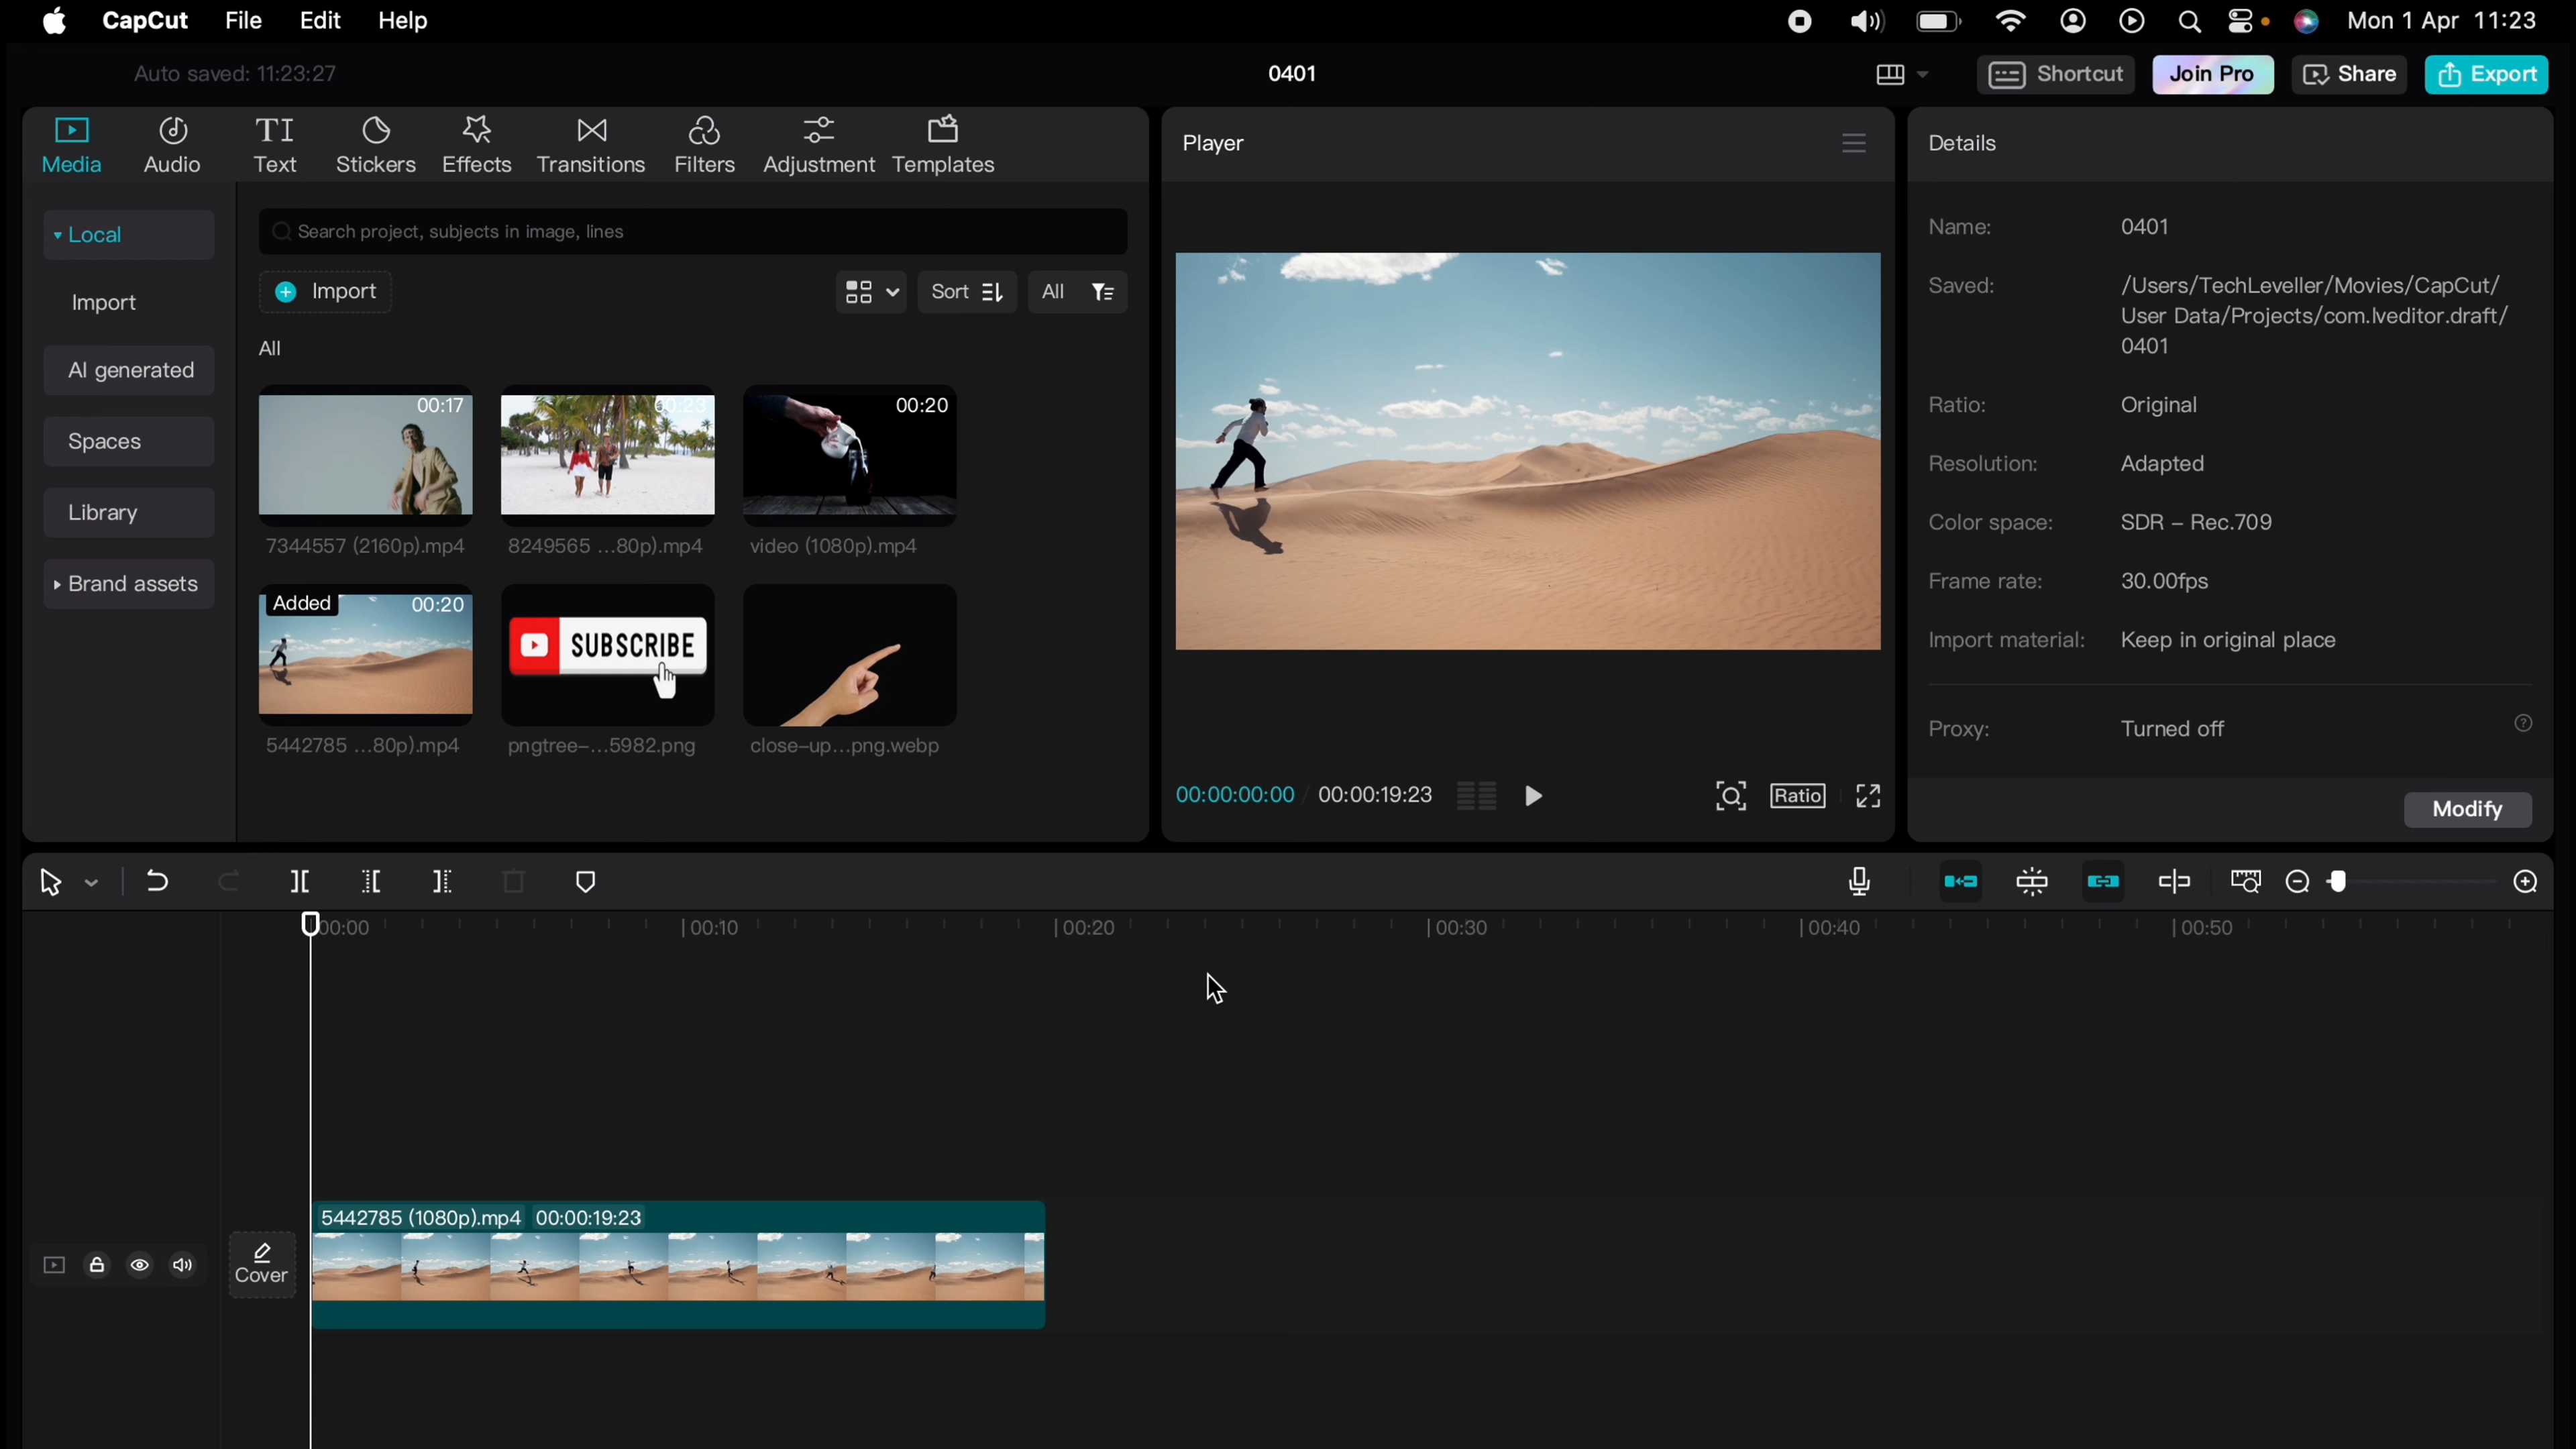 CapCut File Edit Help Mon 1 Apr 11:23
Auto saved: 11:23:27 0401 Shortcut Join Pro Share Export
Media Audio Text Stickers Effects Transitions Filters Adjustment Templates
Local
Import
AI generated
Spaces
Library
Brand assets
Search project, subjects in image, lines
Import Sort All
All
00:17 00:23 00:20
7344557 (2160p).mp4 8249565 ...80p).mp4 video (1080p).mp4
Added 00:20 SUBSCRIBE
5442785 ...80p).mp4 pngtree-...5982.png close-up...png.webp
Player
00:00:00:00 / 00:00:19:23 Ratio
Details
Name: 0401
Saved: /Users/TechLeveller/Movies/CapCut/
User Data/Projects/com.lveditor.draft/
0401
Ratio: Original
Resolution: Adapted
Color space: SDR – Rec.709
Frame rate: 30.00fps
Import material: Keep in original place
Proxy: Turned off
Modify
00:00 00:10 00:20 00:30 00:40 00:50
5442785 (1080p).mp4 00:00:19:23
Cover